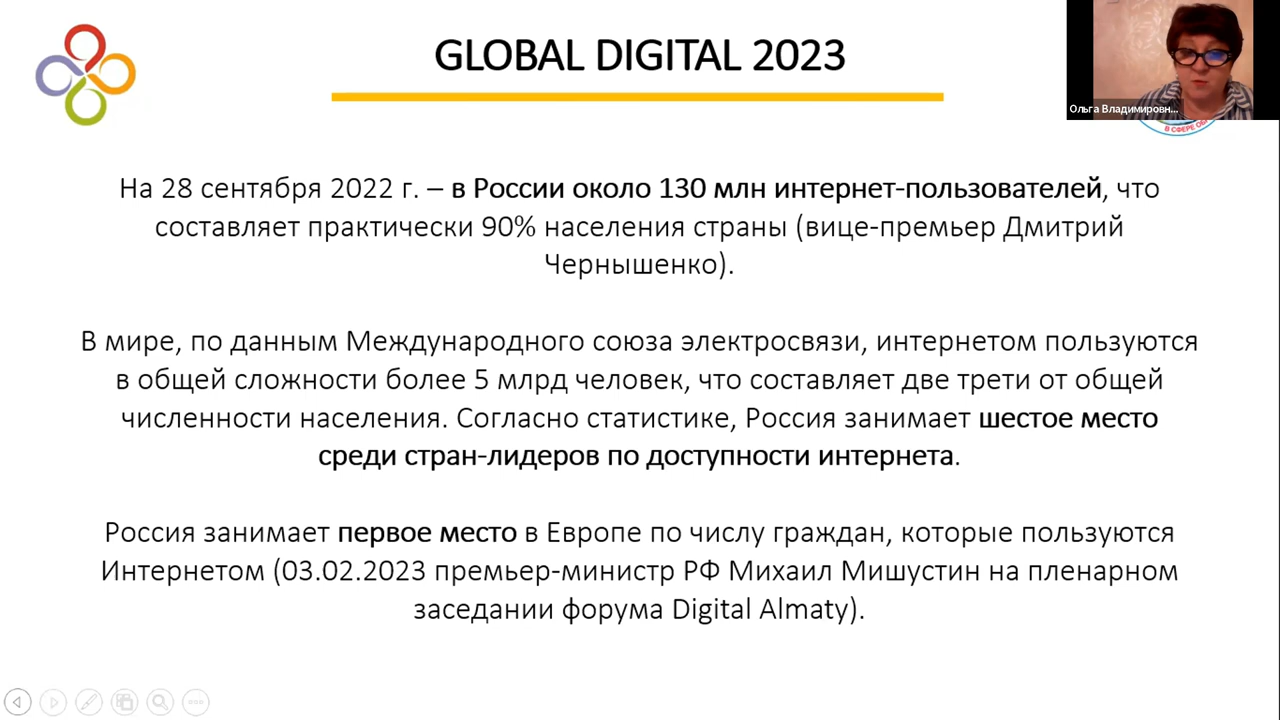 GLOBAL DIGITAL 2023
Ольга Владимировн...
В СФЕРЕ
На 28 сентября 2022 г. – в России около 130 млн интернет-пользователей, что
составляет практически 90% населения страны (вице-премьер Дмитрий
Чернышенко).
В мире, по данным Международного союза электросвязи, интернетом пользуются
в общей сложности более 5 млрд человек, что составляет две трети от общей
численности населения. Согласно статистике, Россия занимает шестое место
среди стран-лидеров по доступности интернета.
Россия занимает первое место в Европе по числу граждан, которые пользуются
Интернетом (03.02.2023 премьер-министр РФ Михаил Мишустин на пленарном
заседании форума Digital Almaty).